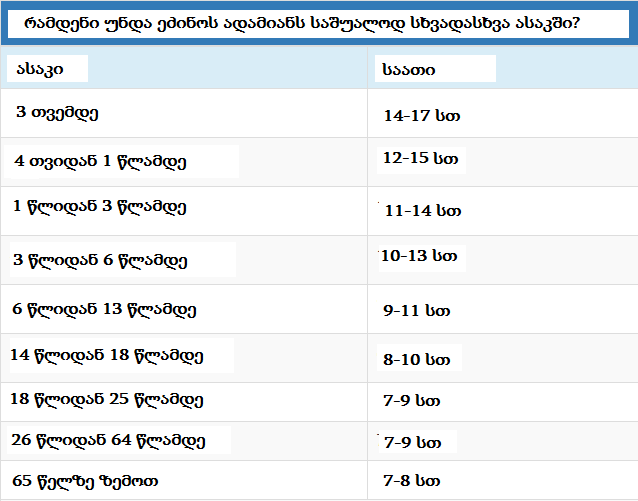 რამდენი უნდა ეძინოს ადამიანს საშუალოდ სხვადასხვა ასაკში?
ასაკი საათი
3 თვემდე 14-17 სთ
4 თვიდან 1 წლამდე 12-15 სთ
1 წლიდან 3 წლამდე 11-14 სთ
3 წლიდან 6 წლამდე 10-13 სთ
6 წლიდან 13 წლამდე 9-11 სთ
14 წლიდან 18 წლამდე 8-10 სთ
18 წლიდან 25 წლამდე 7-9 სთ
26 წლიდან 64 წლამდე 7-9 სთ
65 წელზე ზემოთ 7-8 სთ